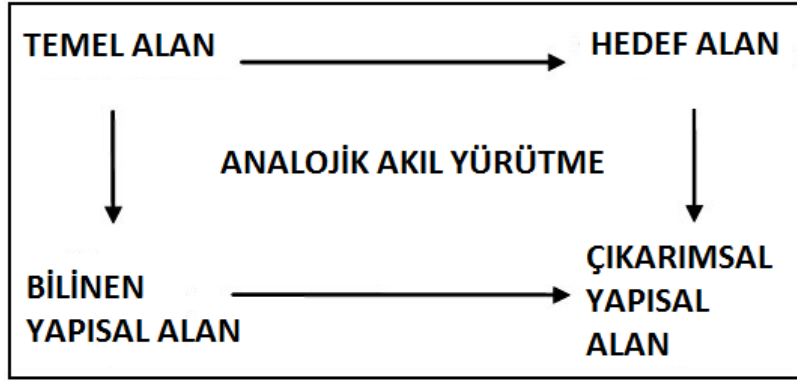 TEMEL ALAN
HEDEF ALAN
ANALOJİK AKIL YÜRÜTME
BİLİNEN
YAPISAL ALAN
ÇIKARIMSAL
YAPISAL
ALAN